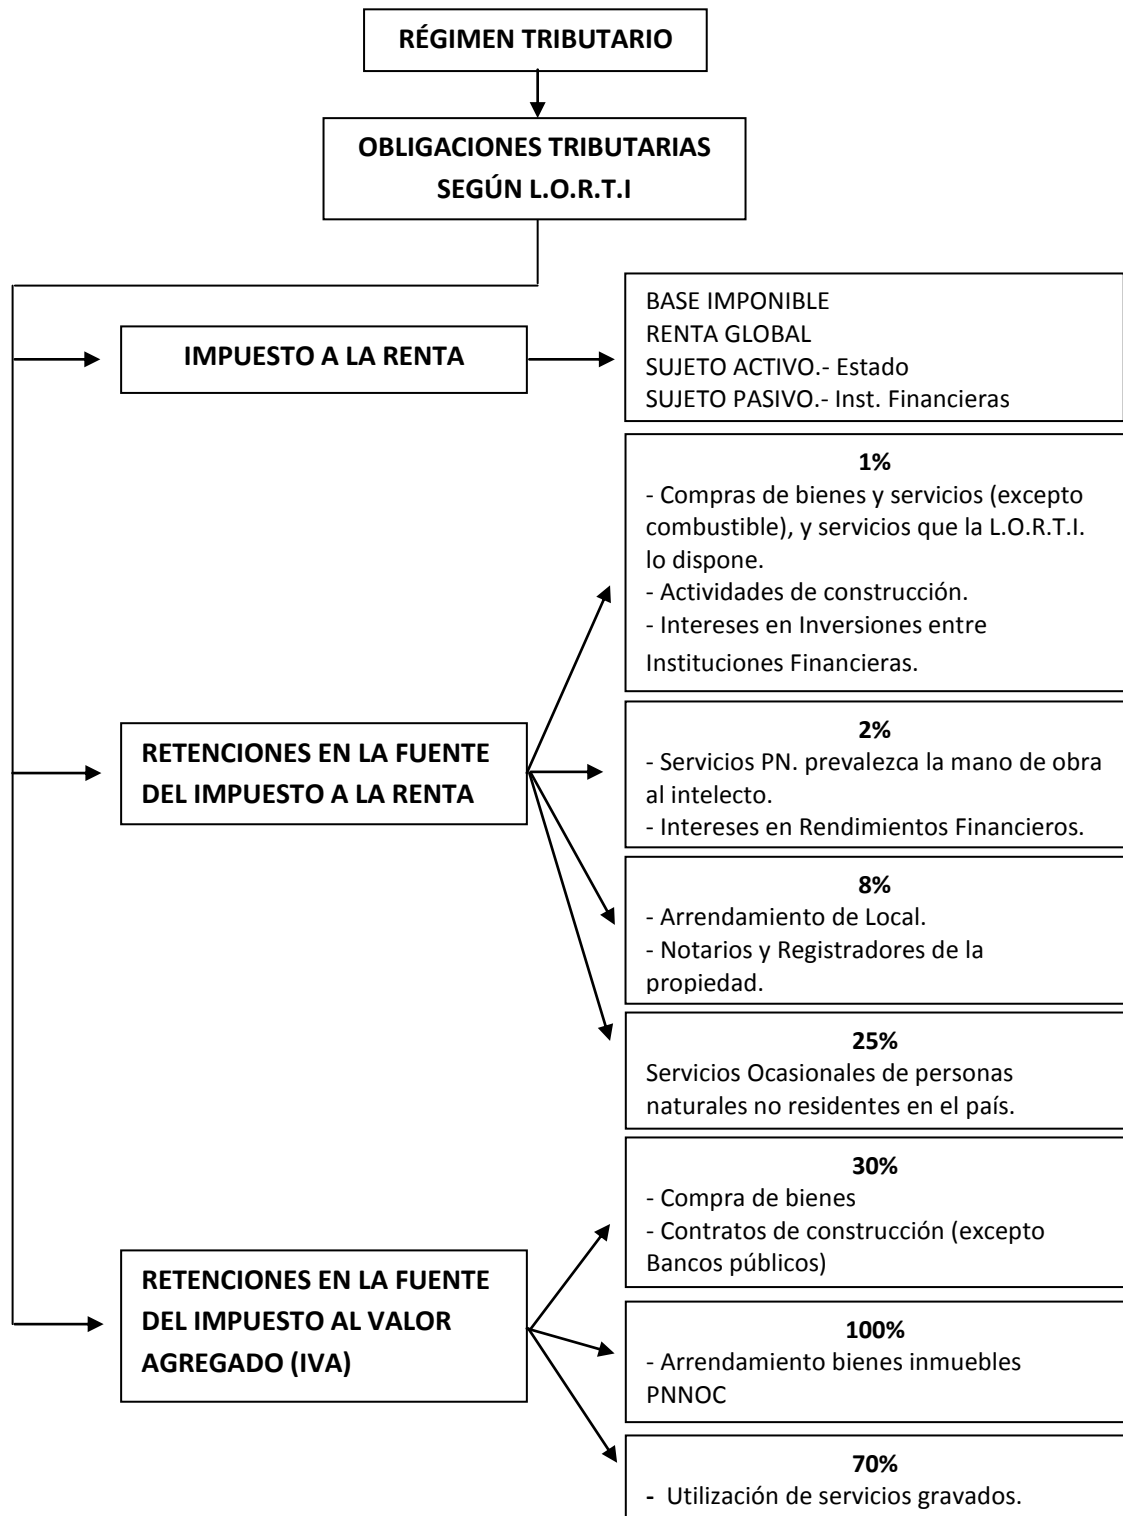 RÉGIMEN TRIBUTARIO
OBLIGACIONES TRIBUTARIAS
SEGÚN L.O.R.T.I
IMPUESTO A LA RENTA
BASE IMPONIBLE
RENTA GLOBAL
SUJETO ACTIVO.- Estado
SUJETO PASIVO.- Inst. Financieras
RETENCIONES EN LA FUENTE
DEL IMPUESTO A LA RENTA
1%
- Compras de bienes y servicios (excepto
combustible), y servicios que la L.O.R.T.I.
lo dispone.
- Actividades de construcción.
- Intereses en Inversiones entre
Instituciones Financieras.
2%
- Servicios PN. prevalezca la mano de obra
al intelecto.
- Intereses en Rendimientos Financieros.
8%
- Arrendamiento de Local.
- Notarios y Registradores de la
propiedad.
25%
Servicios Ocasionales de personas
naturales no residentes en el país.
RETENCIONES EN LA FUENTE
DEL IMPUESTO AL VALOR
AGREGADO (IVA)
30%
- Compra de bienes
- Contratos de construcción (excepto
Bancos públicos)
100%
- Arrendamiento bienes inmuebles
PNNOC
70%
- Utilización de servicios gravados.